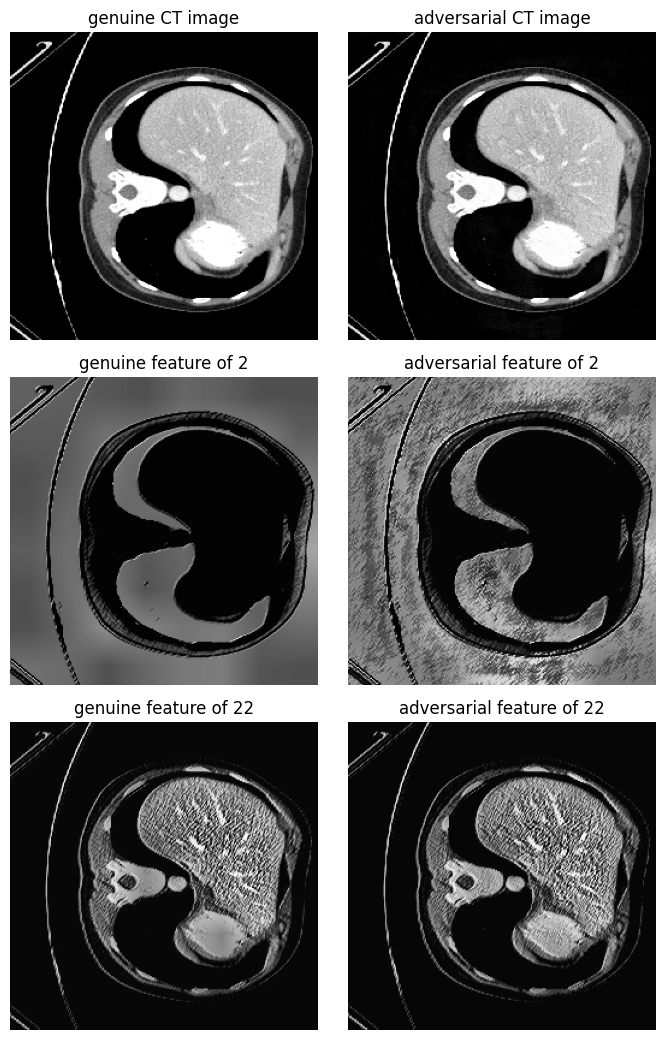 genuine CT image
adversarial CT image
genuine feature of 2
adversarial feature of 2
genuine feature of 22
adversarial feature of 22